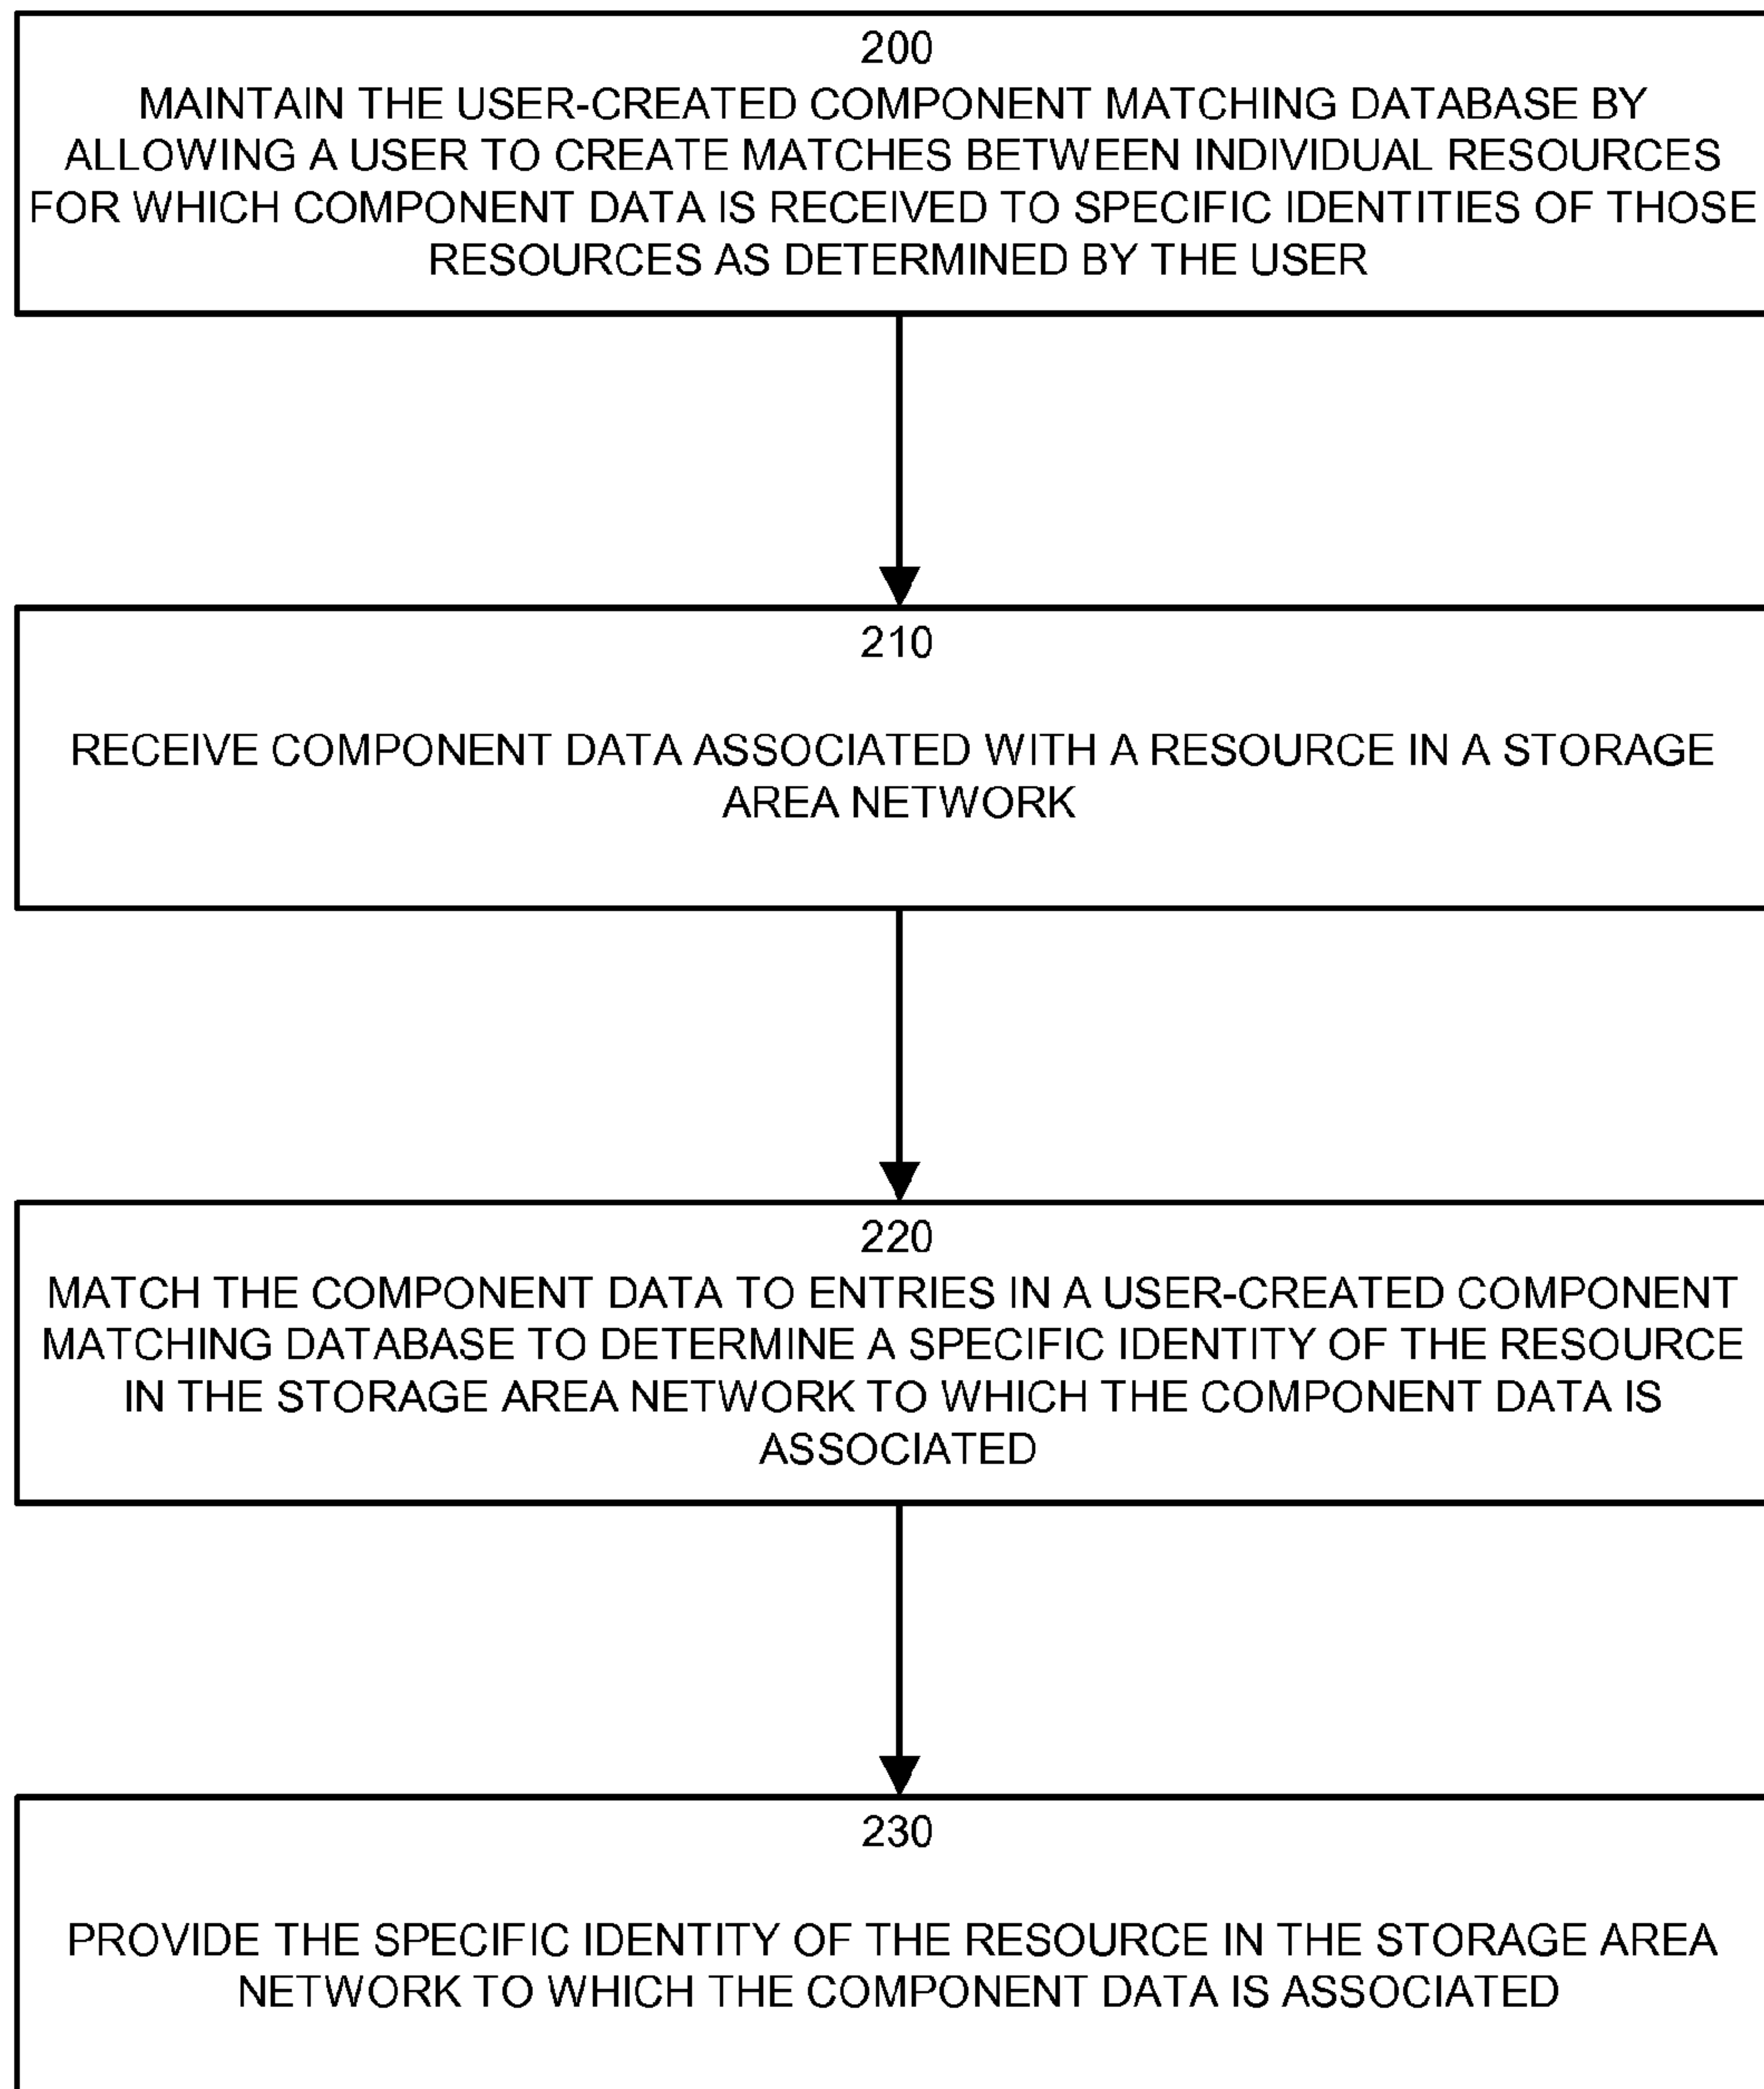 200
MAINTAIN THE USER-CREATED COMPONENT MATCHING DATABASE BY
ALLOWING A USER TO CREATE MATCHES BETWEEN INDIVIDUAL RESOURCES
FOR WHICH COMPONENT DATA IS RECEIVED TO SPECIFIC IDENTITIES OF THOSE
RESOURCES AS DETERMINED BY THE USER
210
RECEIVE COMPONENT DATA ASSOCIATED WITH A RESOURCE IN A STORAGE
AREA NETWORK
220
MATCH THE COMPONENT DATA TO ENTRIES IN A USER-CREATED COMPONENT
MATCHING DATABASE TO DETERMINE A SPECIFIC IDENTITY OF THE RESOURCE
IN THE STORAGE AREA NETWORK TO WHICH THE COMPONENT DATA IS
ASSOCIATED
230
PROVIDE THE SPECIFIC IDENTITY OF THE RESOURCE IN THE STORAGE AREA
NETWORK TO WHICH THE COMPONENT DATA IS ASSOCIATED